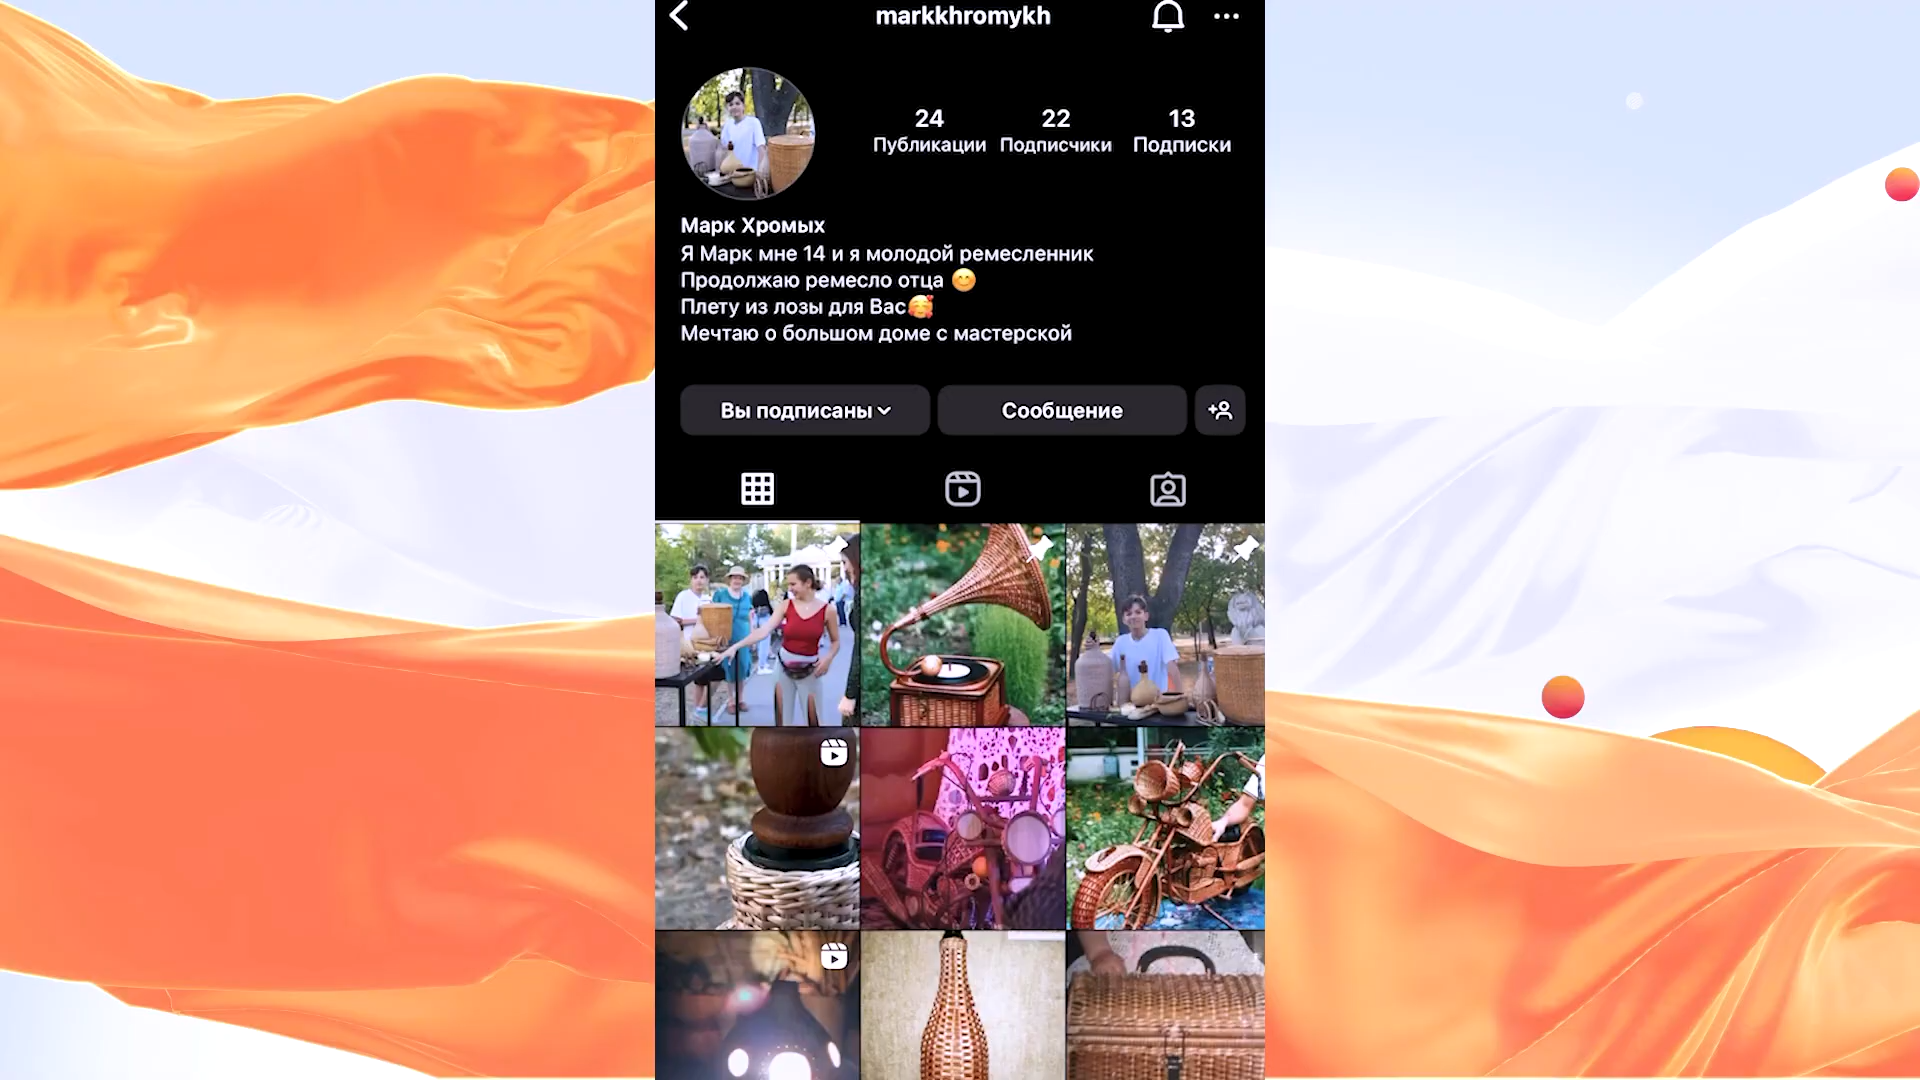 markkhromykh
24 22 13
Публикации Подписчики Подписки
Марк Хромых
Я Марк мне 14 и я молодой ремесленник
Продолжаю ремесло отца 😊
Плету из лозы для Вас🥰
Мечтаю о большом доме с мастерской
Вы подписаны Сообщение